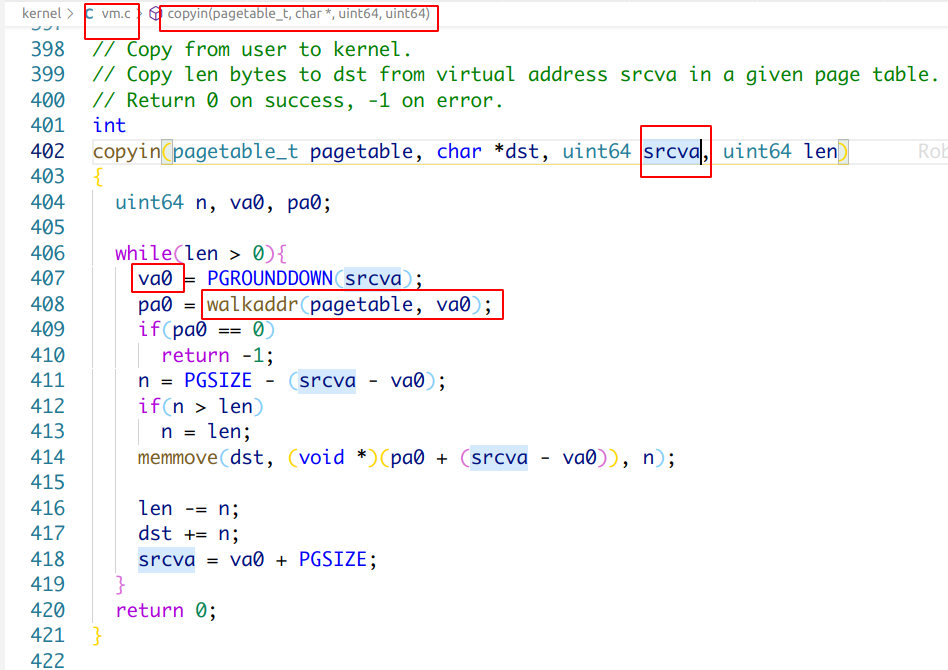 kernel > C vm.c > copyin(pagetable_t, char *, uint64, uint64)
398 // Copy from user to kernel.
399 // Copy len bytes to dst from virtual address srcva in a given page table.
400 // Return 0 on success, -1 on error.
401 int
402 copyin(pagetable_t pagetable, char *dst, uint64 srcva, uint64 len)
403 {
404   uint64 n, va0, pa0;
405
406   while(len > 0){
407     va0 = PGROUNDDOWN(srcva);
408     pa0 = walkaddr(pagetable, va0);
409     if(pa0 == 0)
410       return -1;
411     n = PGSIZE - (srcva - va0);
412     if(n > len)
413       n = len;
414     memmove(dst, (void *)(pa0 + (srcva - va0)), n);
415
416     len -= n;
417     dst += n;
418     srcva = va0 + PGSIZE;
419   }
420   return 0;
421 }
422